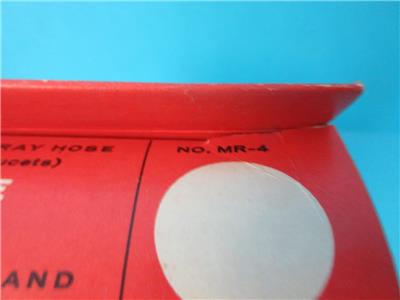 RAY HOSE
ucets)
E
AND
NO. MR-4